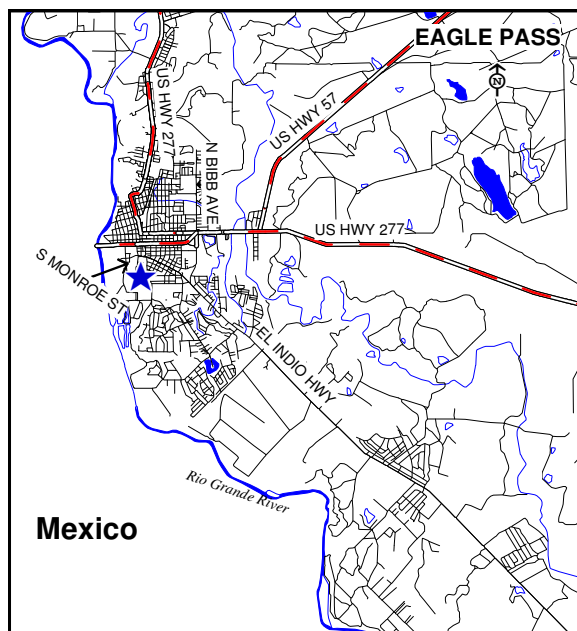 EAGLE PASS
N
US HWY 277
US HWY 57
N BIBB AVE
US HWY 277
S MONROE ST
EL INDIO HWY
Rio Grande River
Mexico